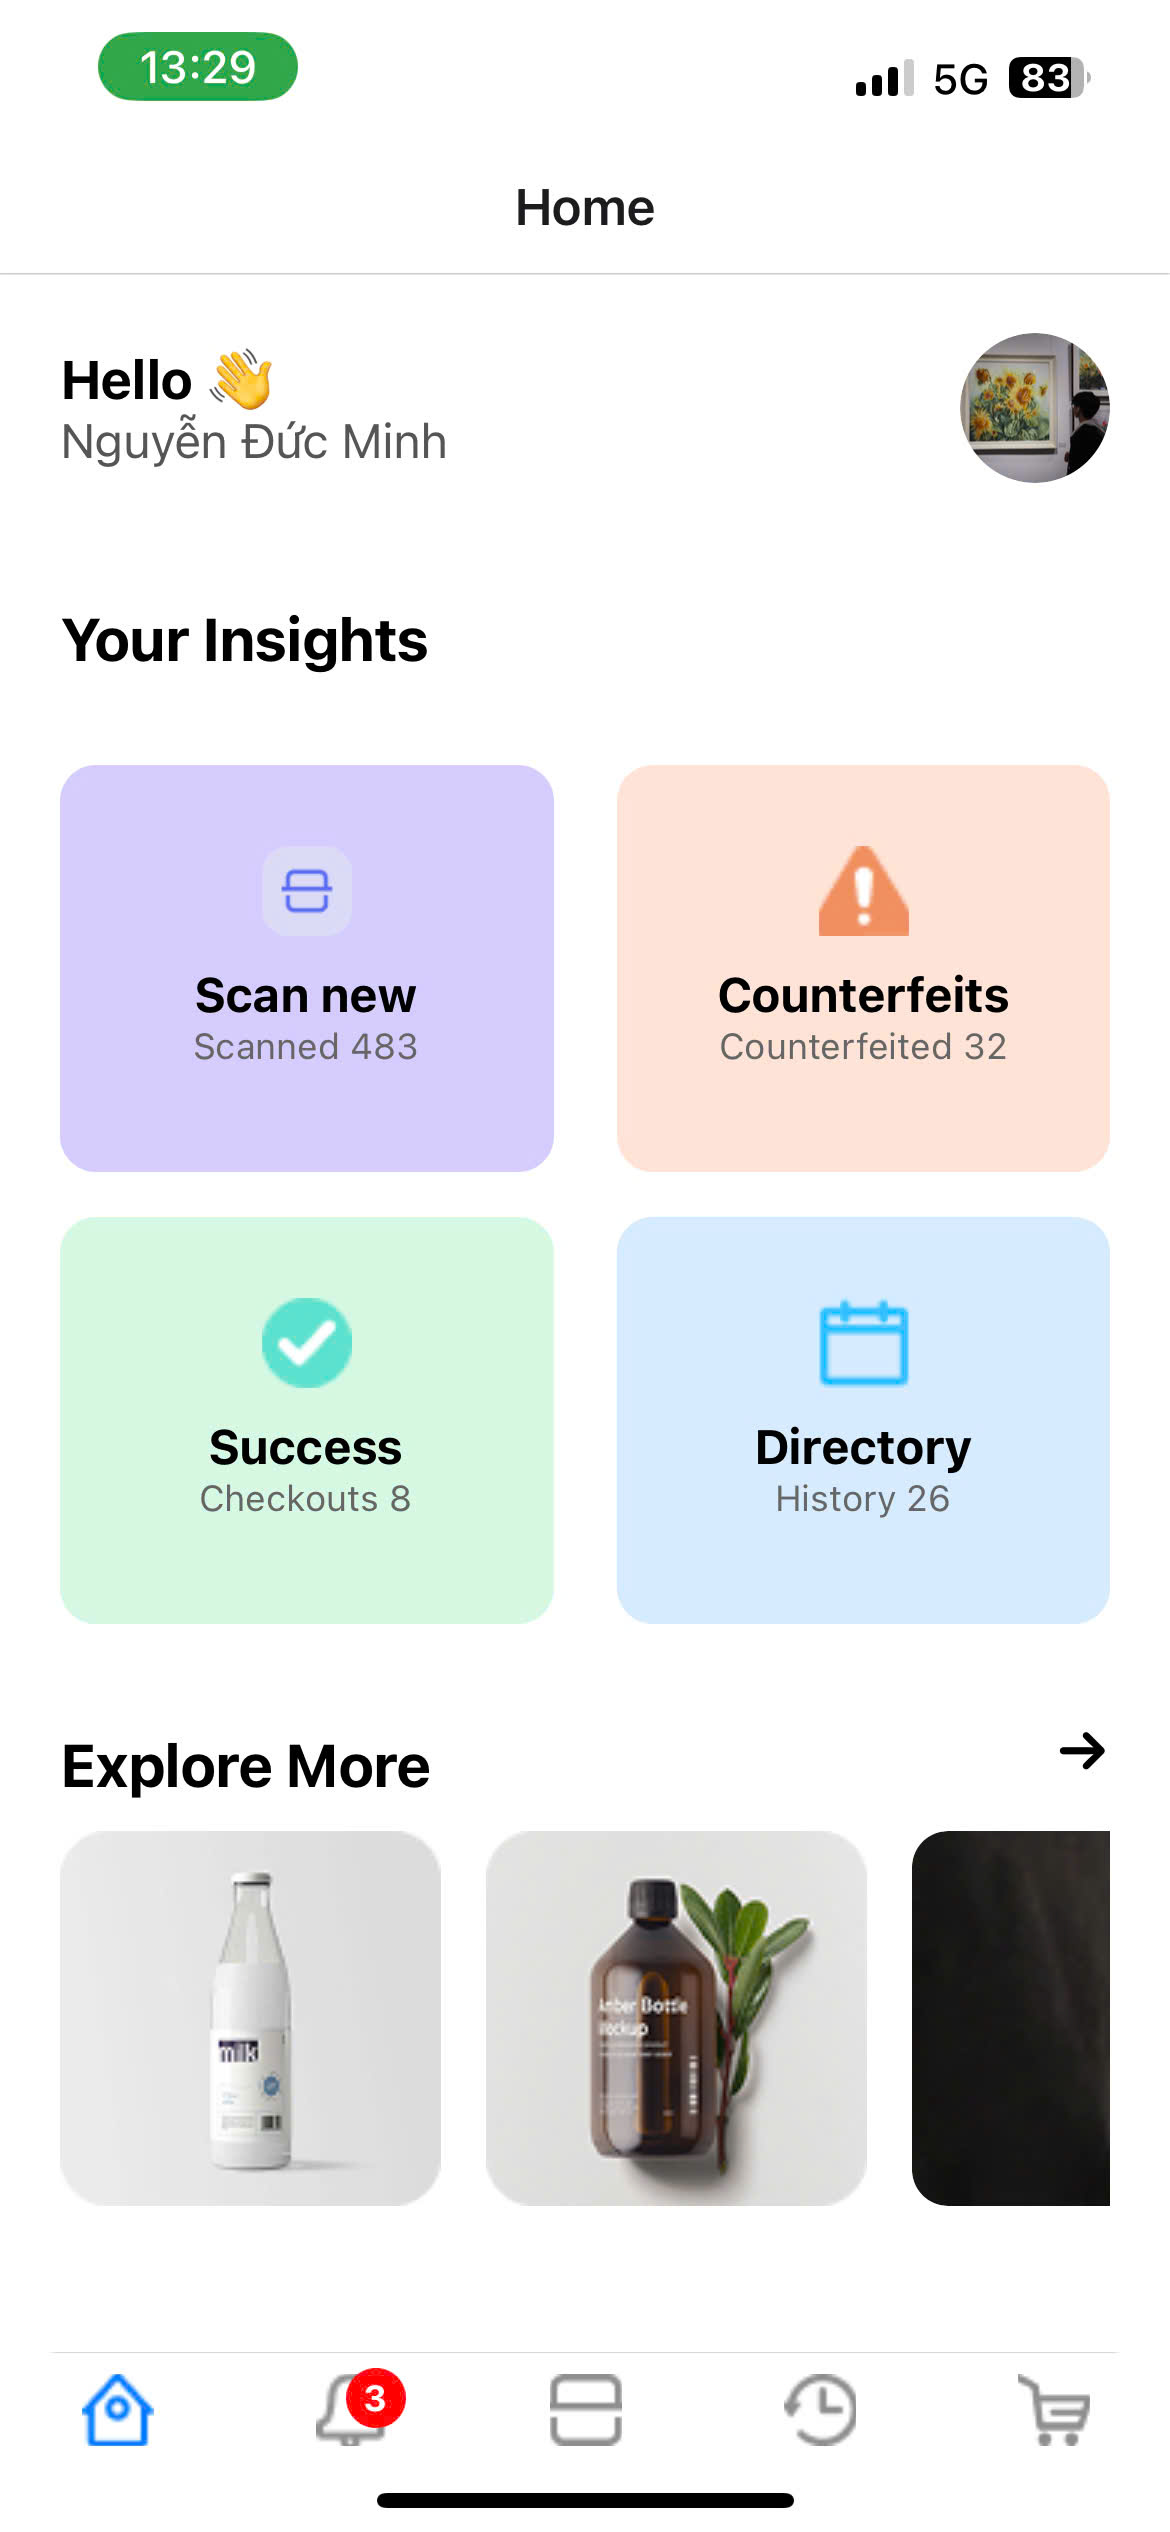 13:29
5G 83
Home
Hello 👋
Nguyễn Đức Minh
Your Insights
Scan new
Scanned 483
Counterfeits
Counterfeited 32
Success
Checkouts 8
Directory
History 26
Explore More
milk
Amber Bottle
Mockup
3